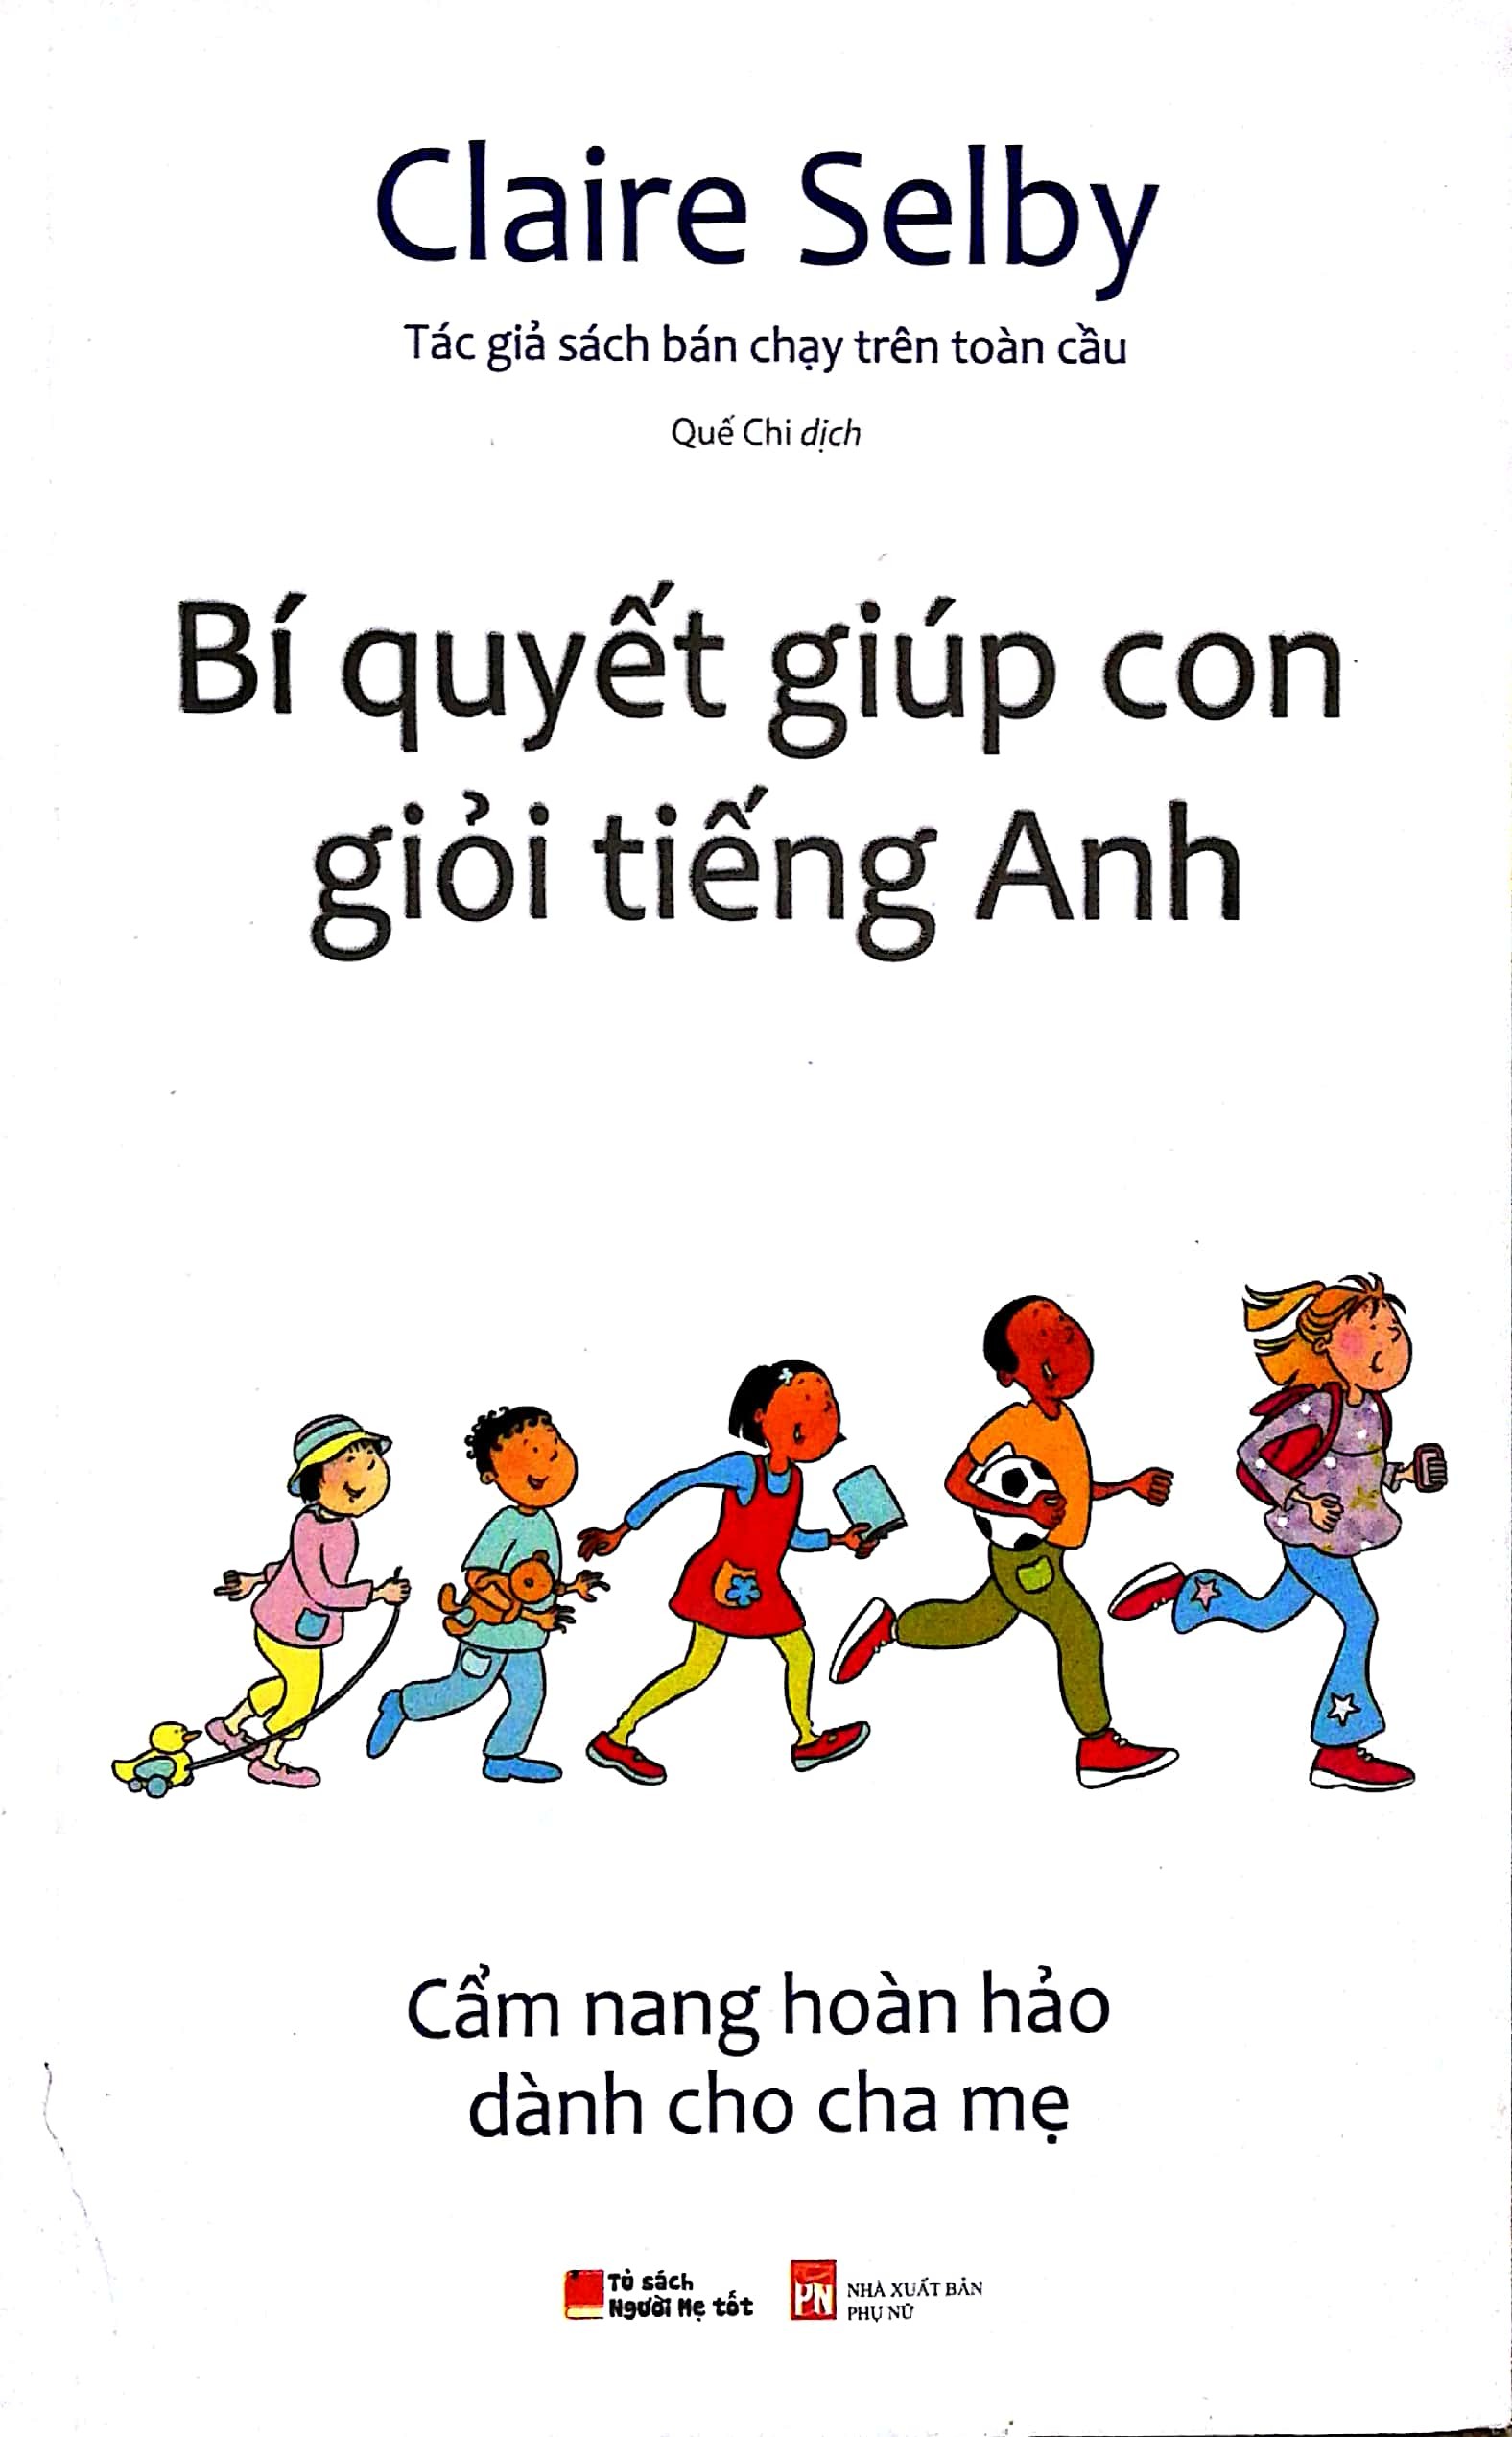 Claire Selby
Tác giả sách bán chạy trên toàn cầu
Quế Chi dịch
Bí quyết giúp con
giỏi tiếng Anh
Cẩm nang hoàn hảo
dành cho cha mẹ
Tủ sách
Người Mẹ tốt
PN
NHÀ XUẤT BẢN
PHỤ NỮ